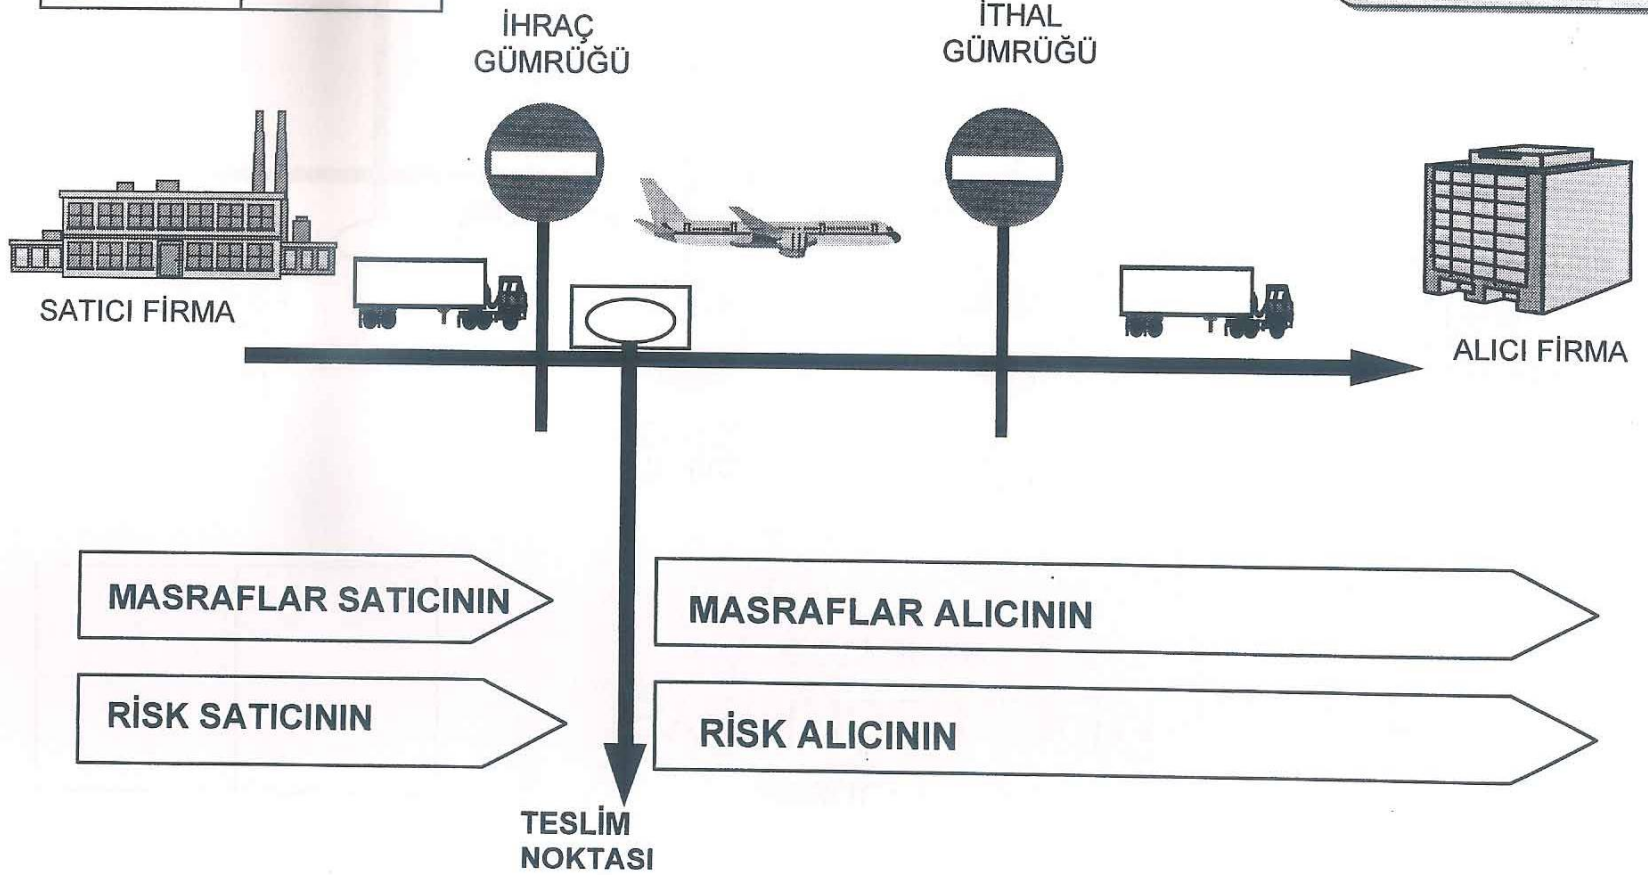 İHRAÇ
GÜMRÜĞÜ
İTHAL
GÜMRÜĞÜ
SATICI FİRMA
ALICI FİRMA
MASRAFLAR SATICININ
MASRAFLAR ALICININ
RİSK SATICININ
RİSK ALICININ
TESLİM
NOKTASI